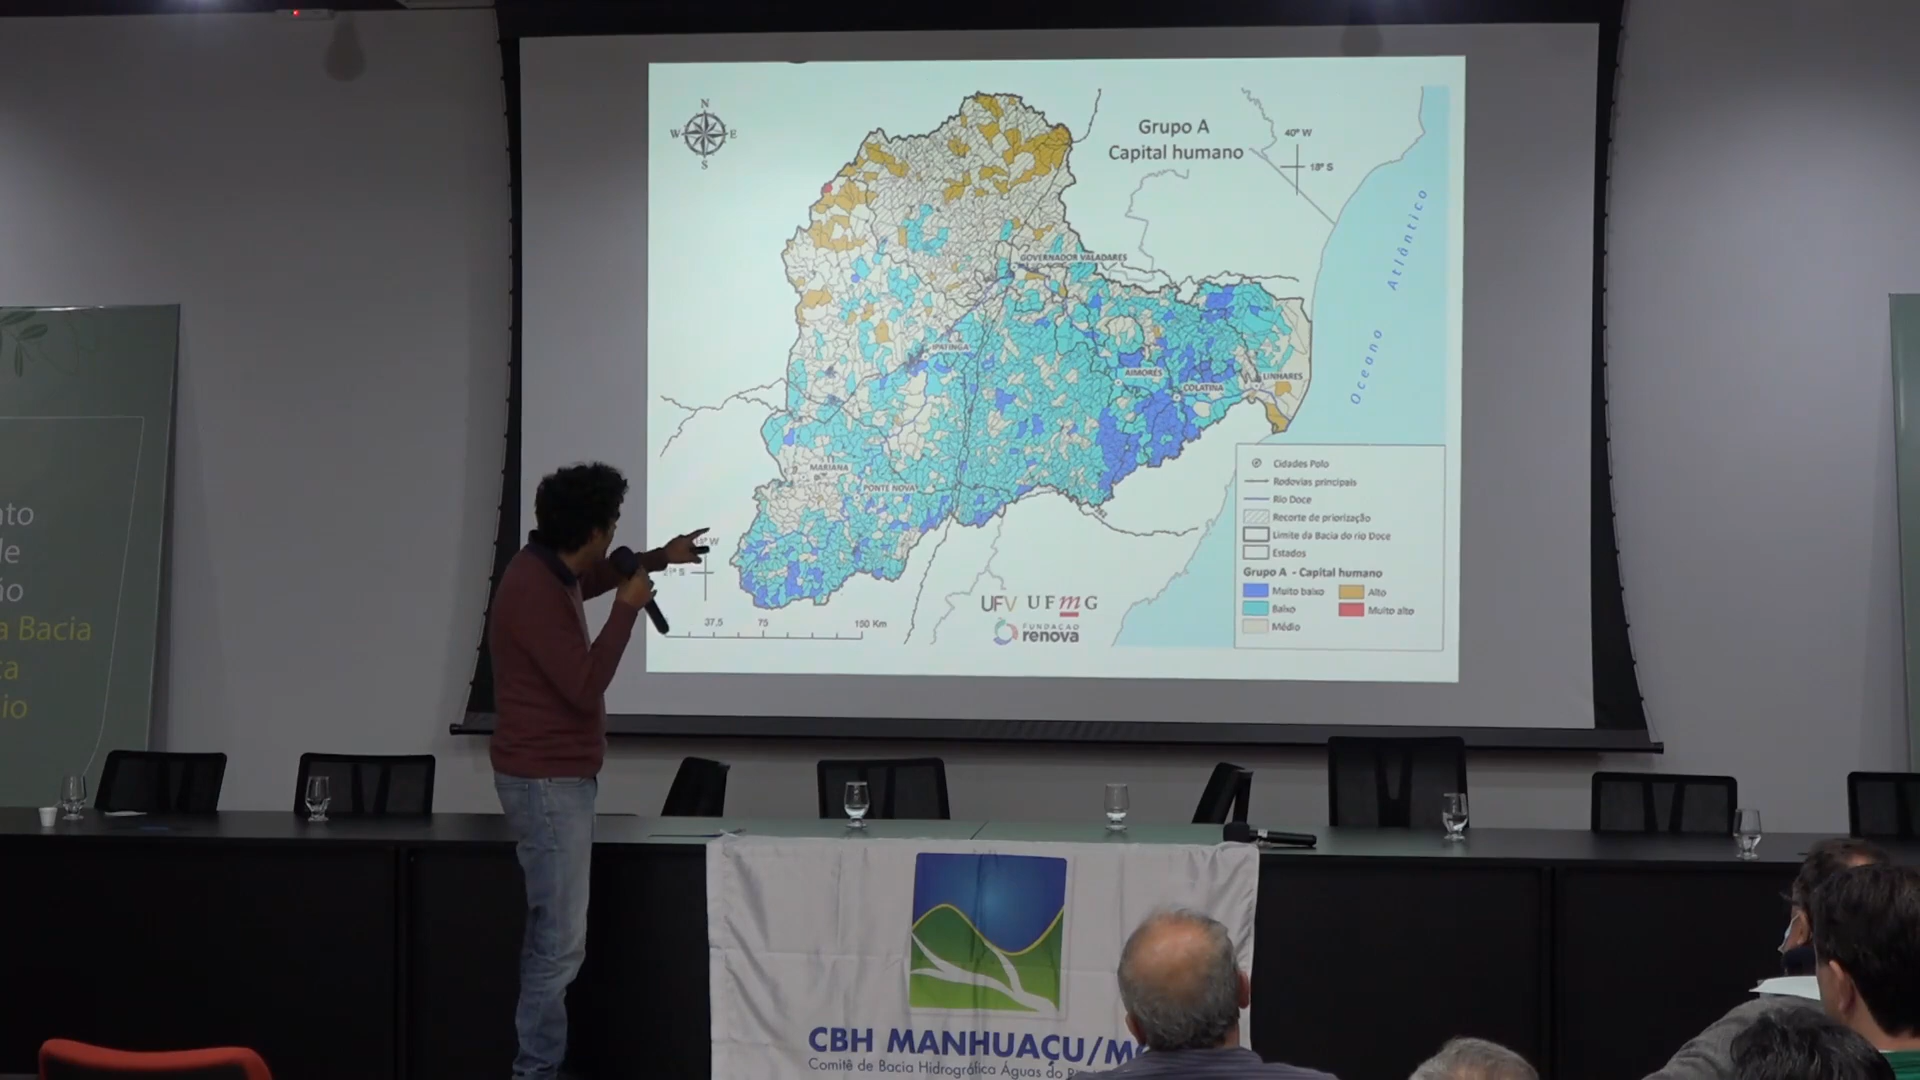 N
W
E
S
Grupo A
Capital humano
40º W
18º S
Oceano Atlântico
GOVERNADOR VALADARES
IPATINGA
AIMORÉS
COLATINA
LINHARES
MARIANA
PONTE NOVA
21º S
37,5 75 150 Km
UFV UFMG
FUNDAÇÃO
renova
Cidades Polo
Rodovias principais
Rio Doce
Recorte de priorização
Limite da Bacia do rio Doce
Estados
Grupo A - Capital humano
Muito baixo
Alto
Baixo
Muito alto
Médio
a Bacia
CBH MANHUAÇU/M
Comitê de Bacia Hidrográfica Águas do